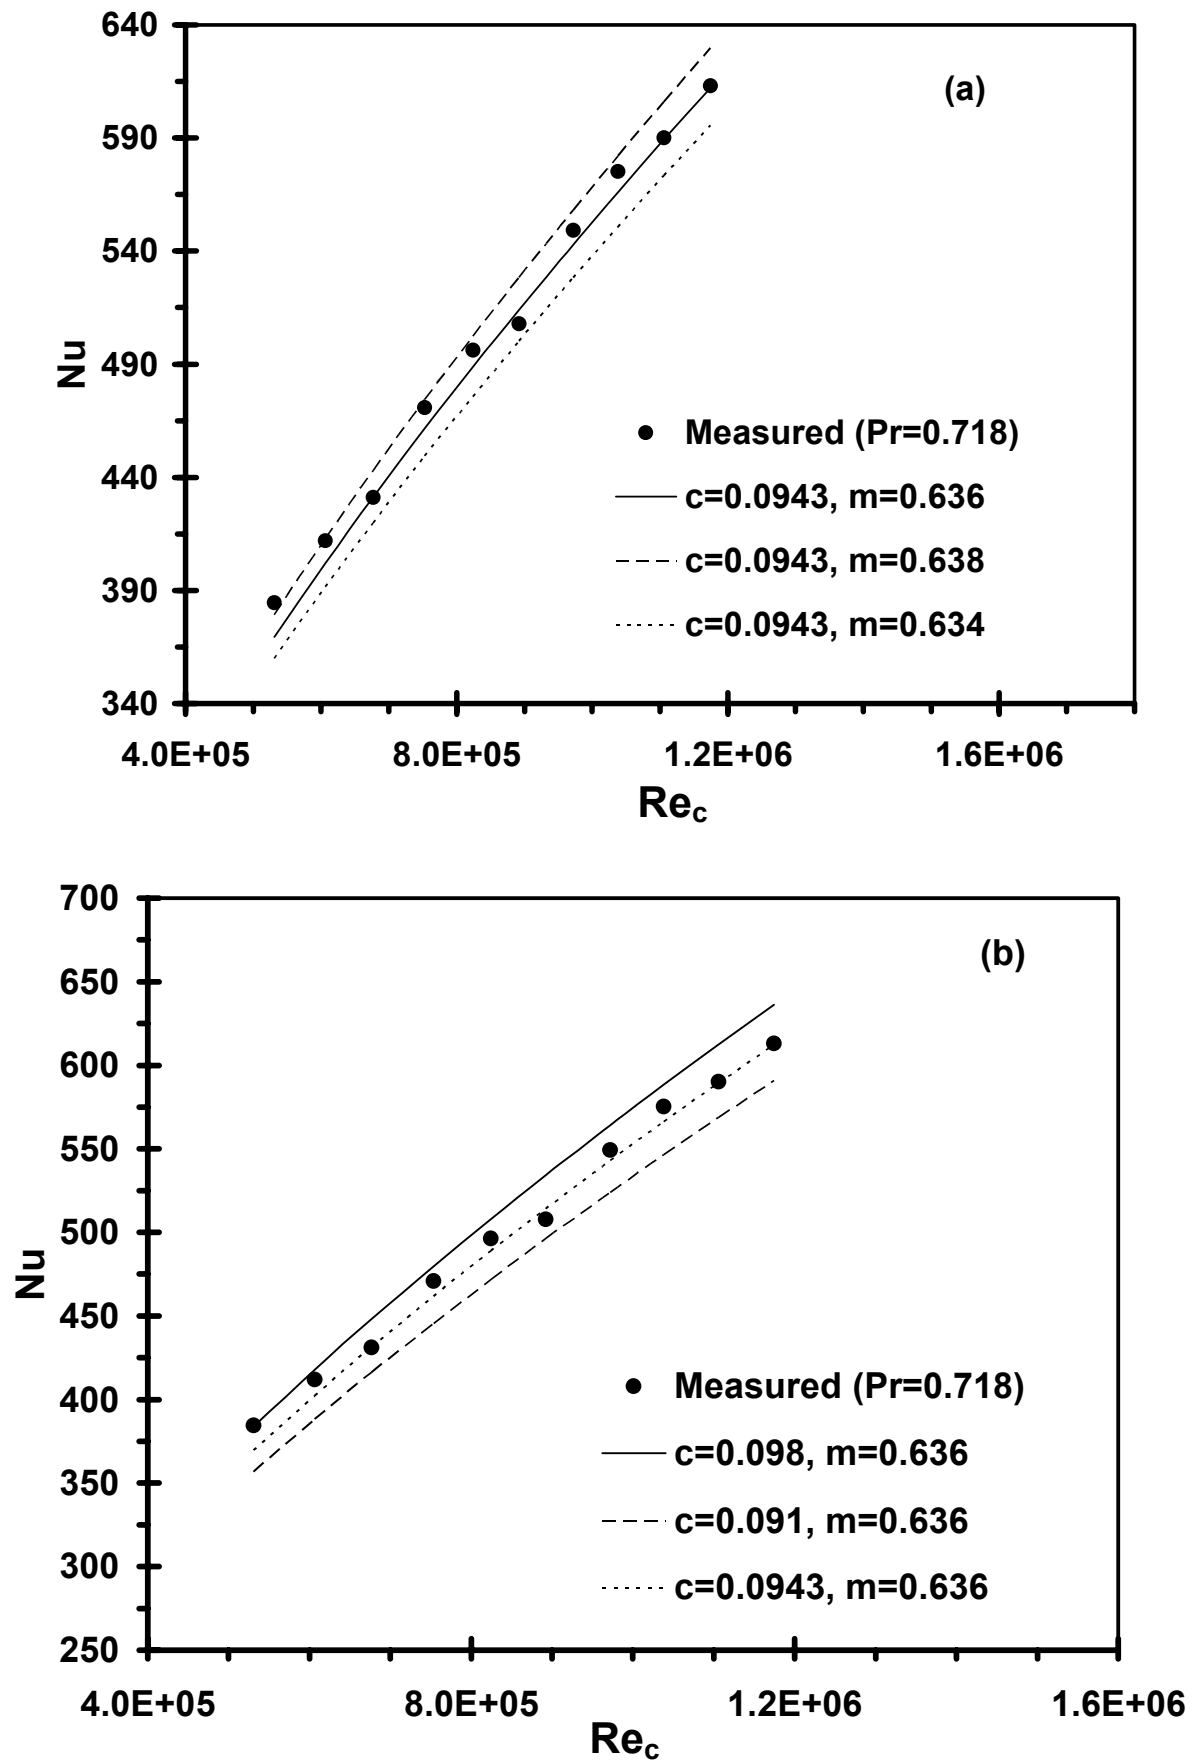 640
(a)
590
540
490
Nu
440
Measured (Pr=0.718)
c=0.0943, m=0.636
c=0.0943, m=0.638
390
c=0.0943, m=0.634
340
4.0E+05 8.0E+05 1.2E+06 1.6E+06
Re_c
700
(b)
650
600
550
500
Nu
450
400
Measured (Pr=0.718)
350
c=0.098, m=0.636
c=0.091, m=0.636
300
c=0.0943, m=0.636
250
4.0E+05 8.0E+05 1.2E+06 1.6E+06
Re_c